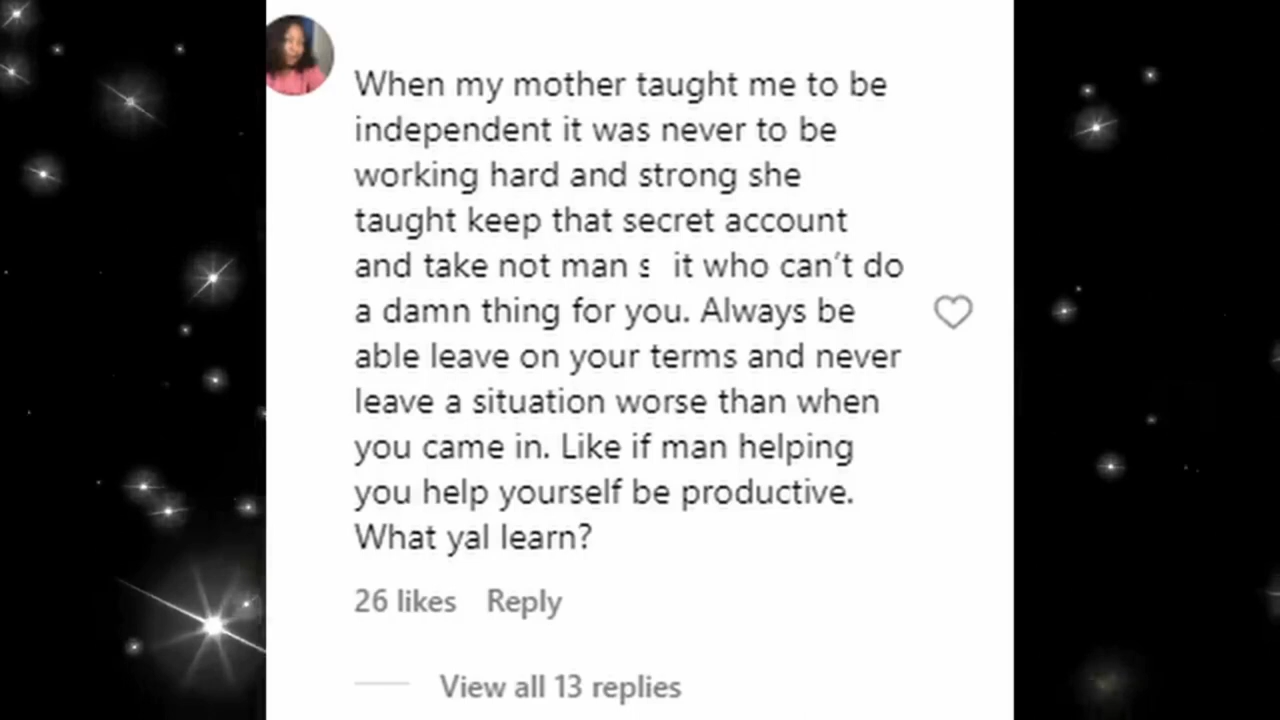 When my mother taught me to be
independent it was never to be
working hard and strong she
taught keep that secret account
and take not man s it who can't do
a damn thing for you. Always be
able leave on your terms and never
leave a situation worse than when
you came in. Like if man helping
you help yourself be productive.
What yal learn?
26 likes Reply
View all 13 replies